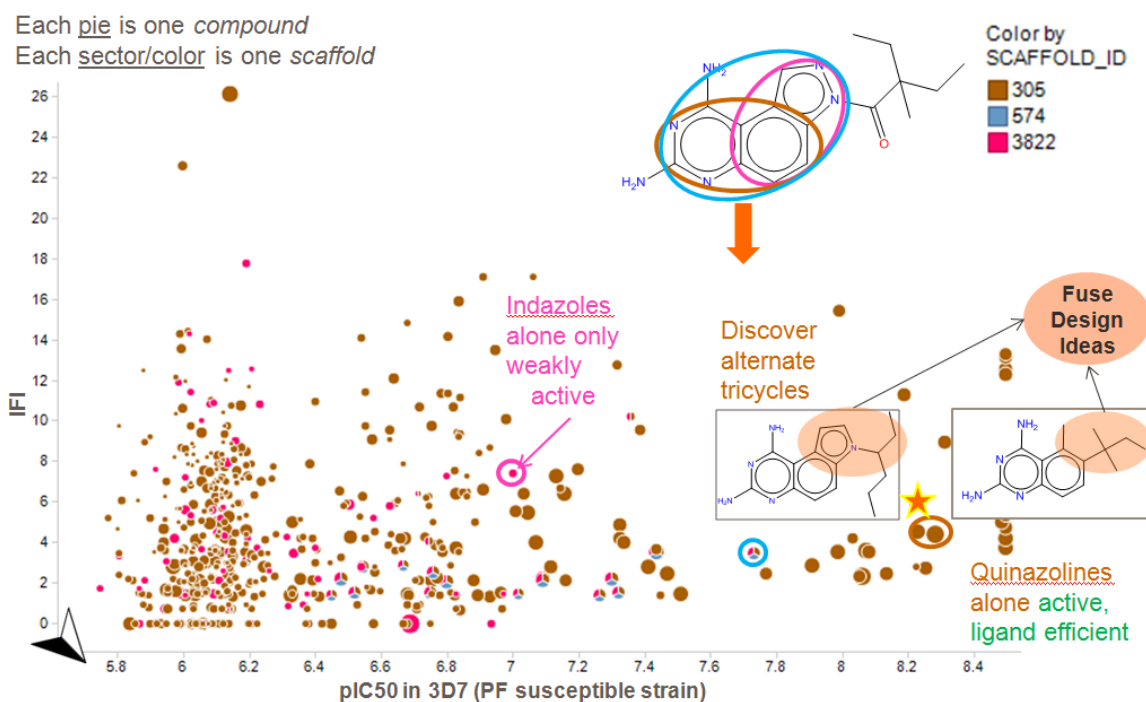 Each pie is one compound
Each sector/color is one scaffold
Color by
SCAFFOLD_ID
305
574
3822
NH2
N
N
N
N
H2N
O
26
24
22
20
18
16
14
12
10
8
6
4
2
0
IFI
Indazoles
alone only
weakly
active
Discover
alternate
tricycles
Fuse
Design
Ideas
NH2
N
N
N
H2N
NH2
N
N
H2N
Quinazolines
alone active,
ligand efficient
5.8 6 6.2 6.4 6.6 6.8 7 7.2 7.4 7.6 7.8 8 8.2 8.4
pIC50 in 3D7 (PF susceptible strain)